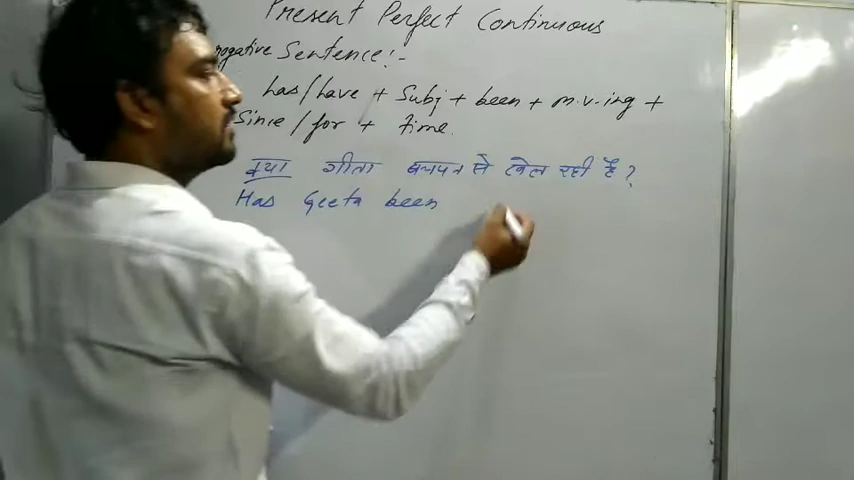 Present Perfect Continuous
rogative Sentence:-
has/have + Subj + been + m.v.ing +
Since/for + time.
क्या गीता बचपन से खेल रही है?
Has Geeta been